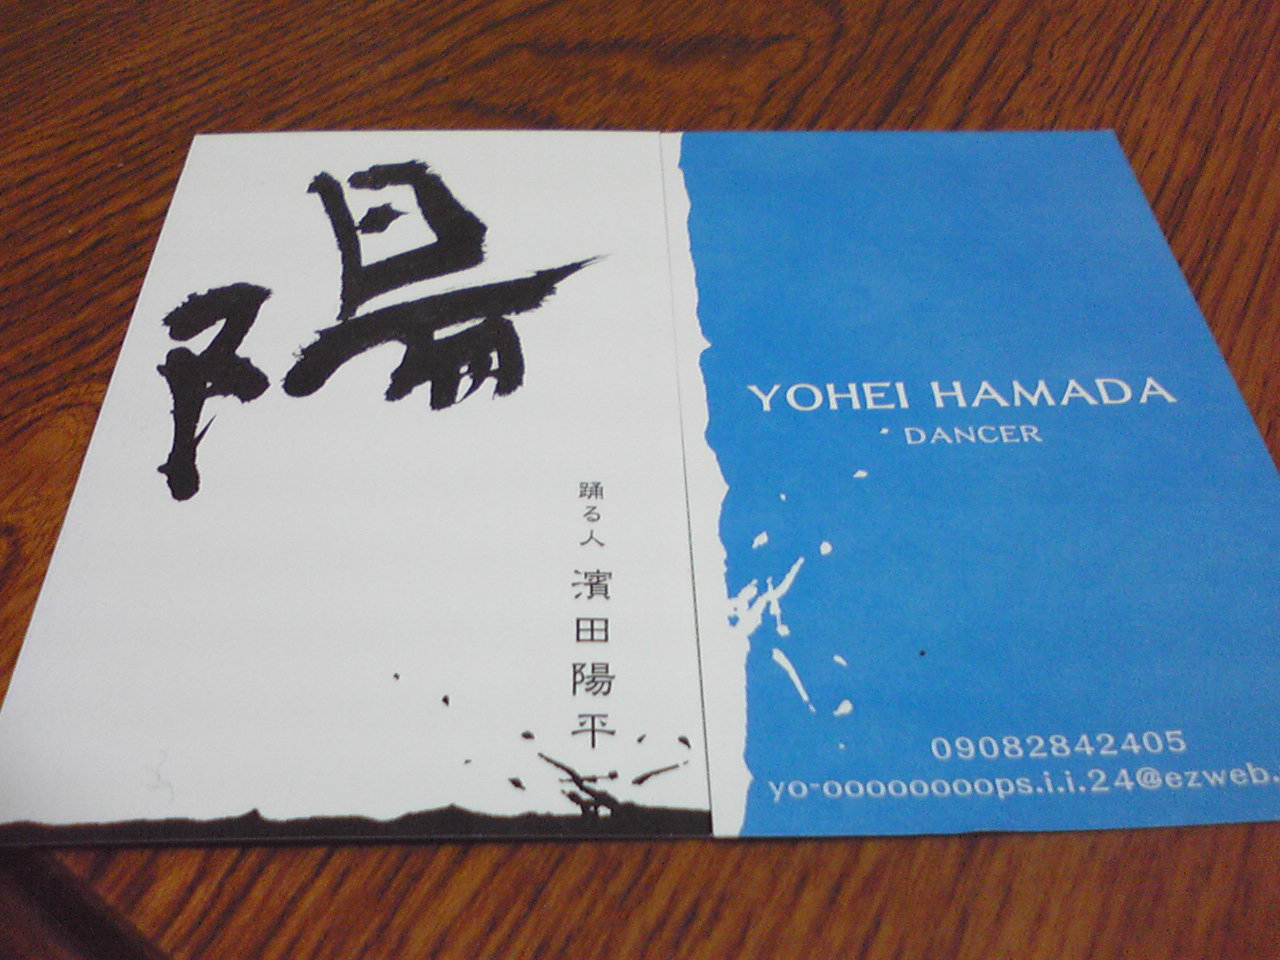 陽
踊る人 濱田陽平
YOHEI HAMADA
DANCER
09082842405
yo-oooooooops.i.i.24@ezweb.